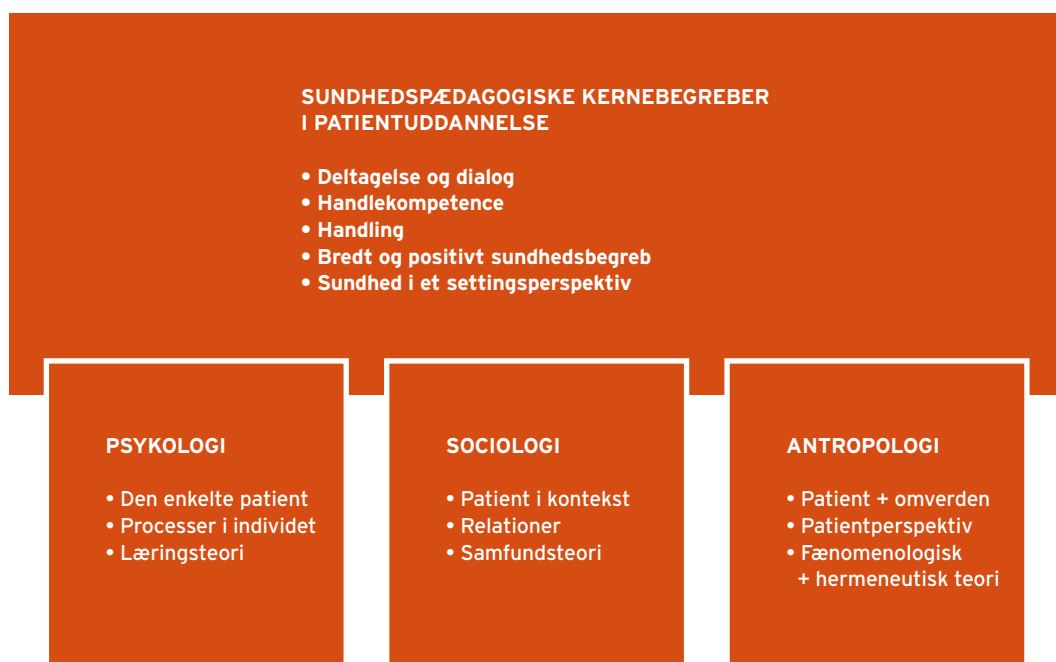 SUNDHEDSPÆDAGOGISKE KERNEBEGREBER
I PATIENTUDDANNELSE
• Deltagelse og dialog
• Handlekompetence
• Handling
• Bredt og positivt sundhedsbegreb
• Sundhed i et settingsperspektiv
PSYKOLOGI
• Den enkelte patient
• Processer i individet
• Læringsteori
SOCIOLOGI
• Patient i kontekst
• Relationer
• Samfundsteori
ANTROPOLOGI
• Patient + omverden
• Patientperspektiv
• Fænomenologisk
+ hermeneutisk teori